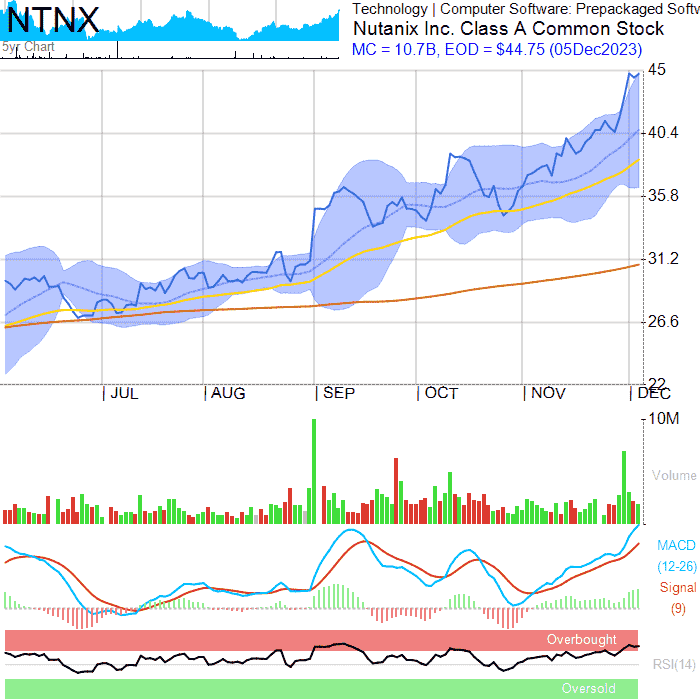 NTNX
5yr Chart
Technology | Computer Software: Prepackaged Softw
Nutanix Inc. Class A Common Stock
MC = 10.7B, EOD = $44.75 (05Dec2023)
45
40.4
35.8
31.2
26.6
22
JUL
AUG
SEP
OCT
NOV
DEC
10M
Volume
MACD
(12-26)
Signal
(9)
Overbought
RSI(14)
Oversold